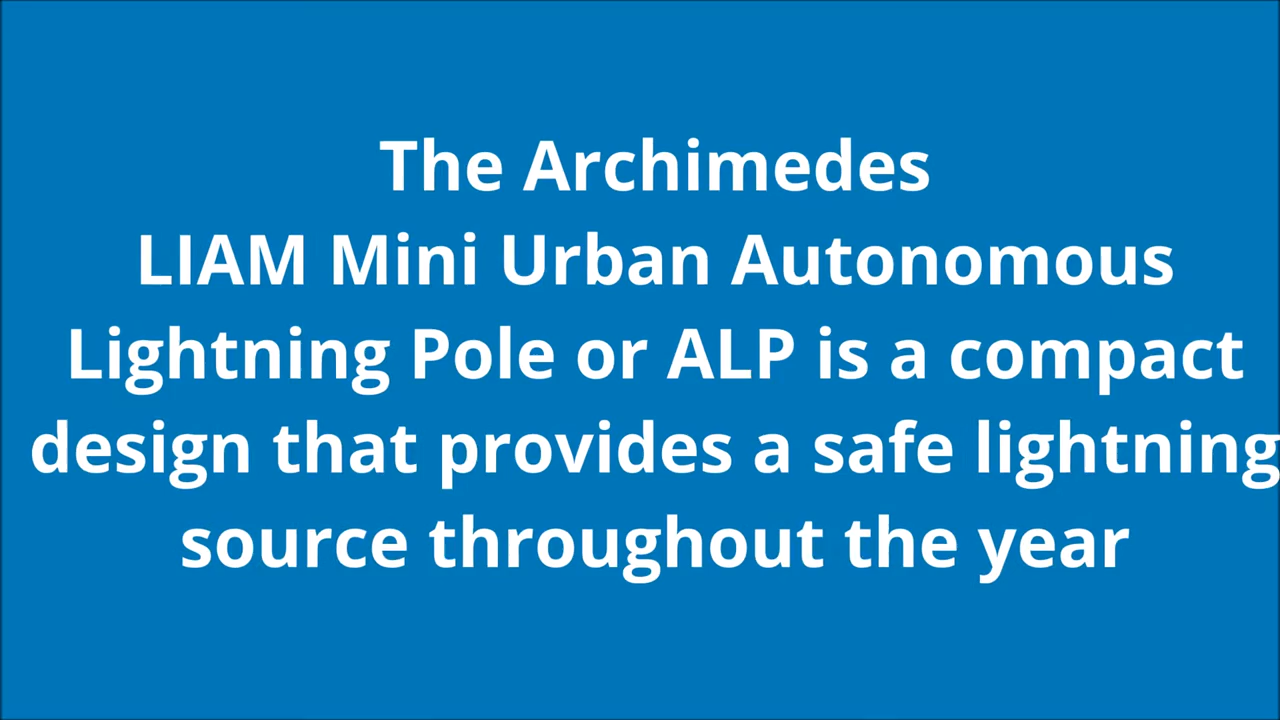 The Archimedes
LIAM Mini Urban Autonomous
Lightning Pole or ALP is a compact
design that provides a safe lightning
source throughout the year